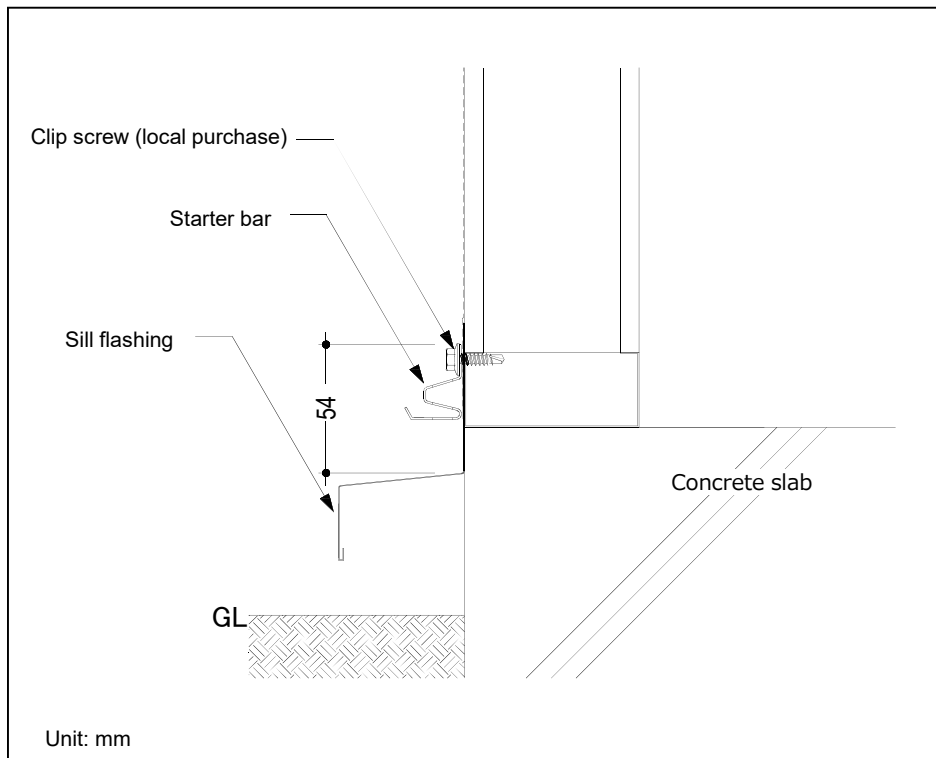 Clip screw (local purchase)
Starter bar
Sill flashing
54
Concrete slab
GL
Unit: mm